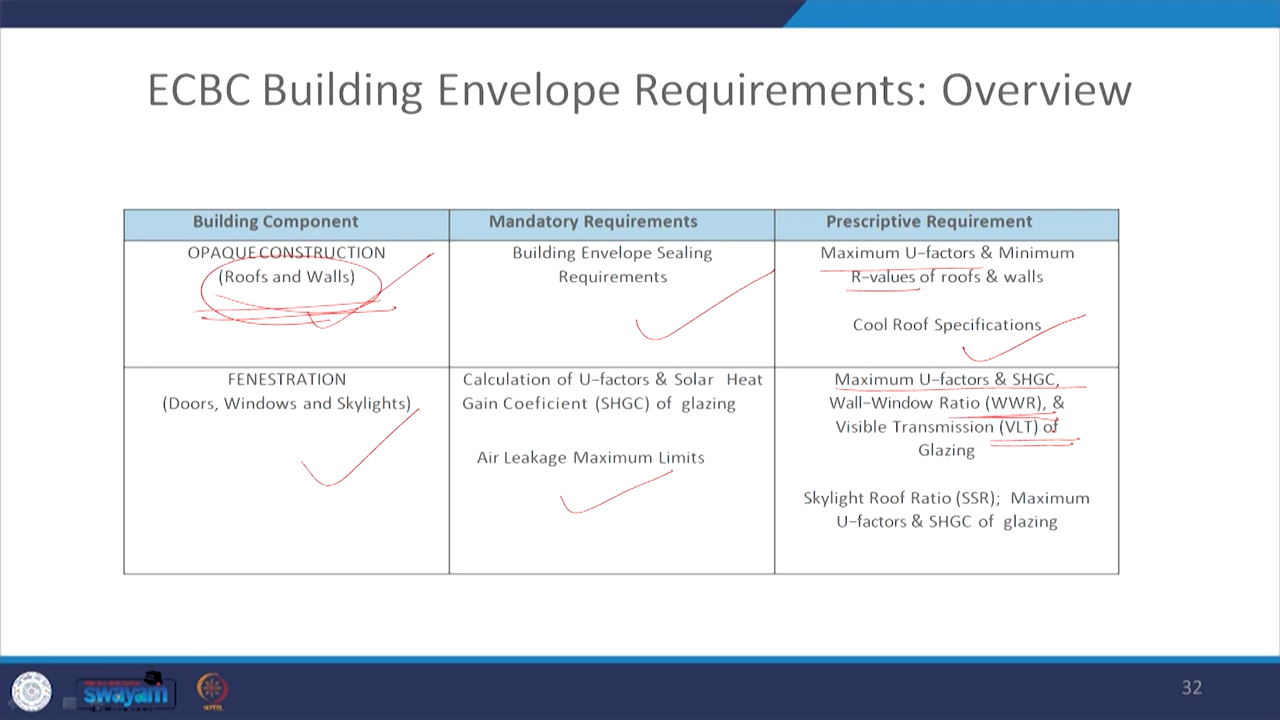 ECBC Building Envelope Requirements: Overview
Building Component
Mandatory Requirements
Prescriptive Requirement
OPAQUE CONSTRUCTION
(Roofs and Walls)
Building Envelope Sealing
Requirements
Maximum U-factors & Minimum
R-values of roofs & walls
Cool Roof Specifications
FENESTRATION
(Doors, Windows and Skylights)
Calculation of U-factors & Solar Heat
Gain Coeficient (SHGC) of glazing
Air Leakage Maximum Limits
Maximum U-factors & SHGC,
Wall-Window Ratio (WWR), &
Visible Transmission (VLT) of
Glazing
Skylight Roof Ratio (SSR); Maximum
U-factors & SHGC of glazing
swayam
32